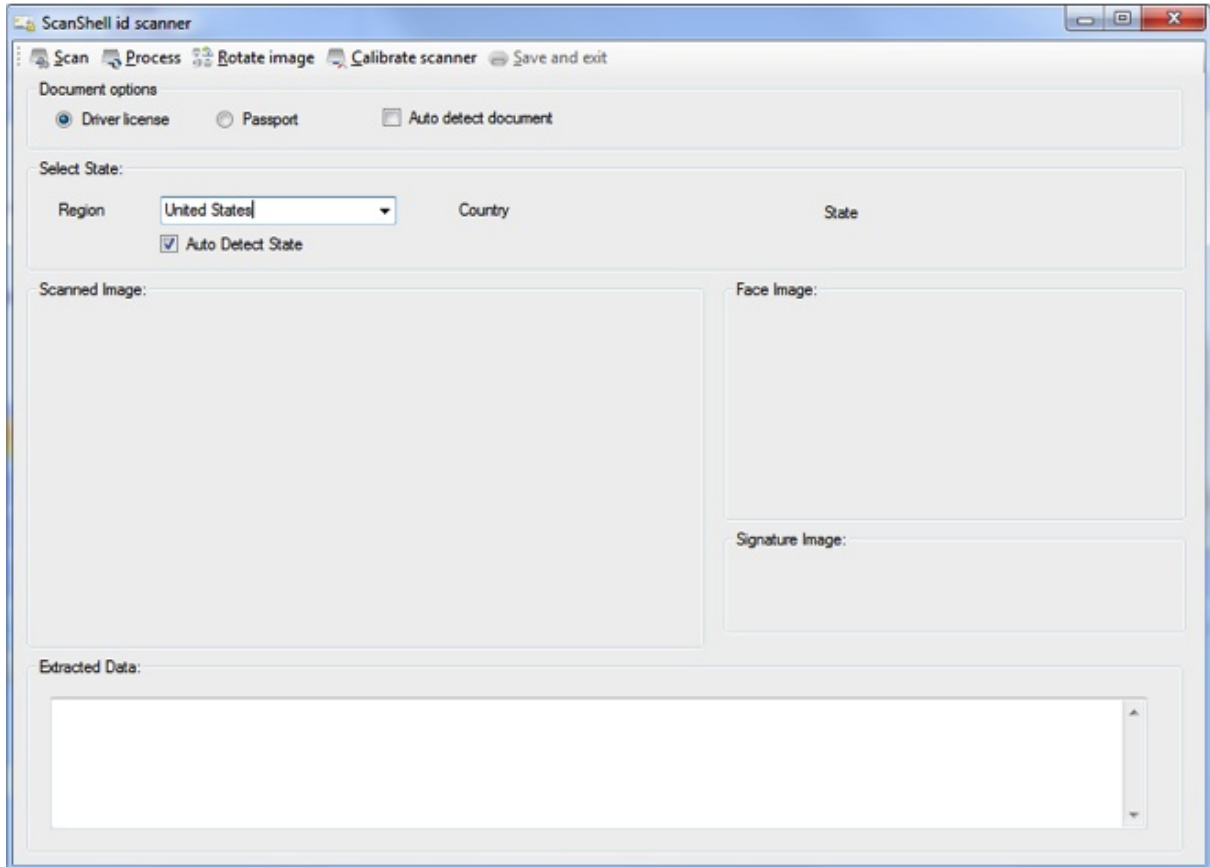 ScanShell id scanner
Scan Process Rotate image Calibrate scanner Save and exit
Document options
Driver license Passport Auto detect document
Select State:
Region United States Country State
Auto Detect State
Scanned Image: Face Image:
Signature Image:
Extracted Data: